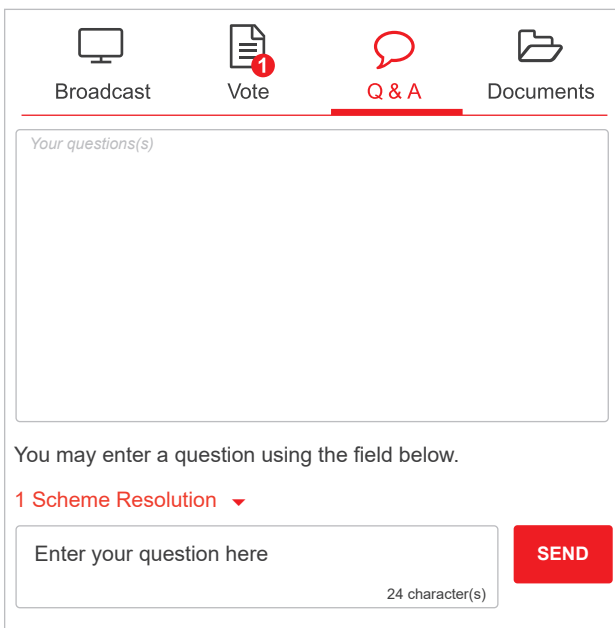 1
Broadcast Vote Q & A Documents
Your questions(s)
You may enter a question using the field below.
1 Scheme Resolution
Enter your question here
SEND
24 character(s)